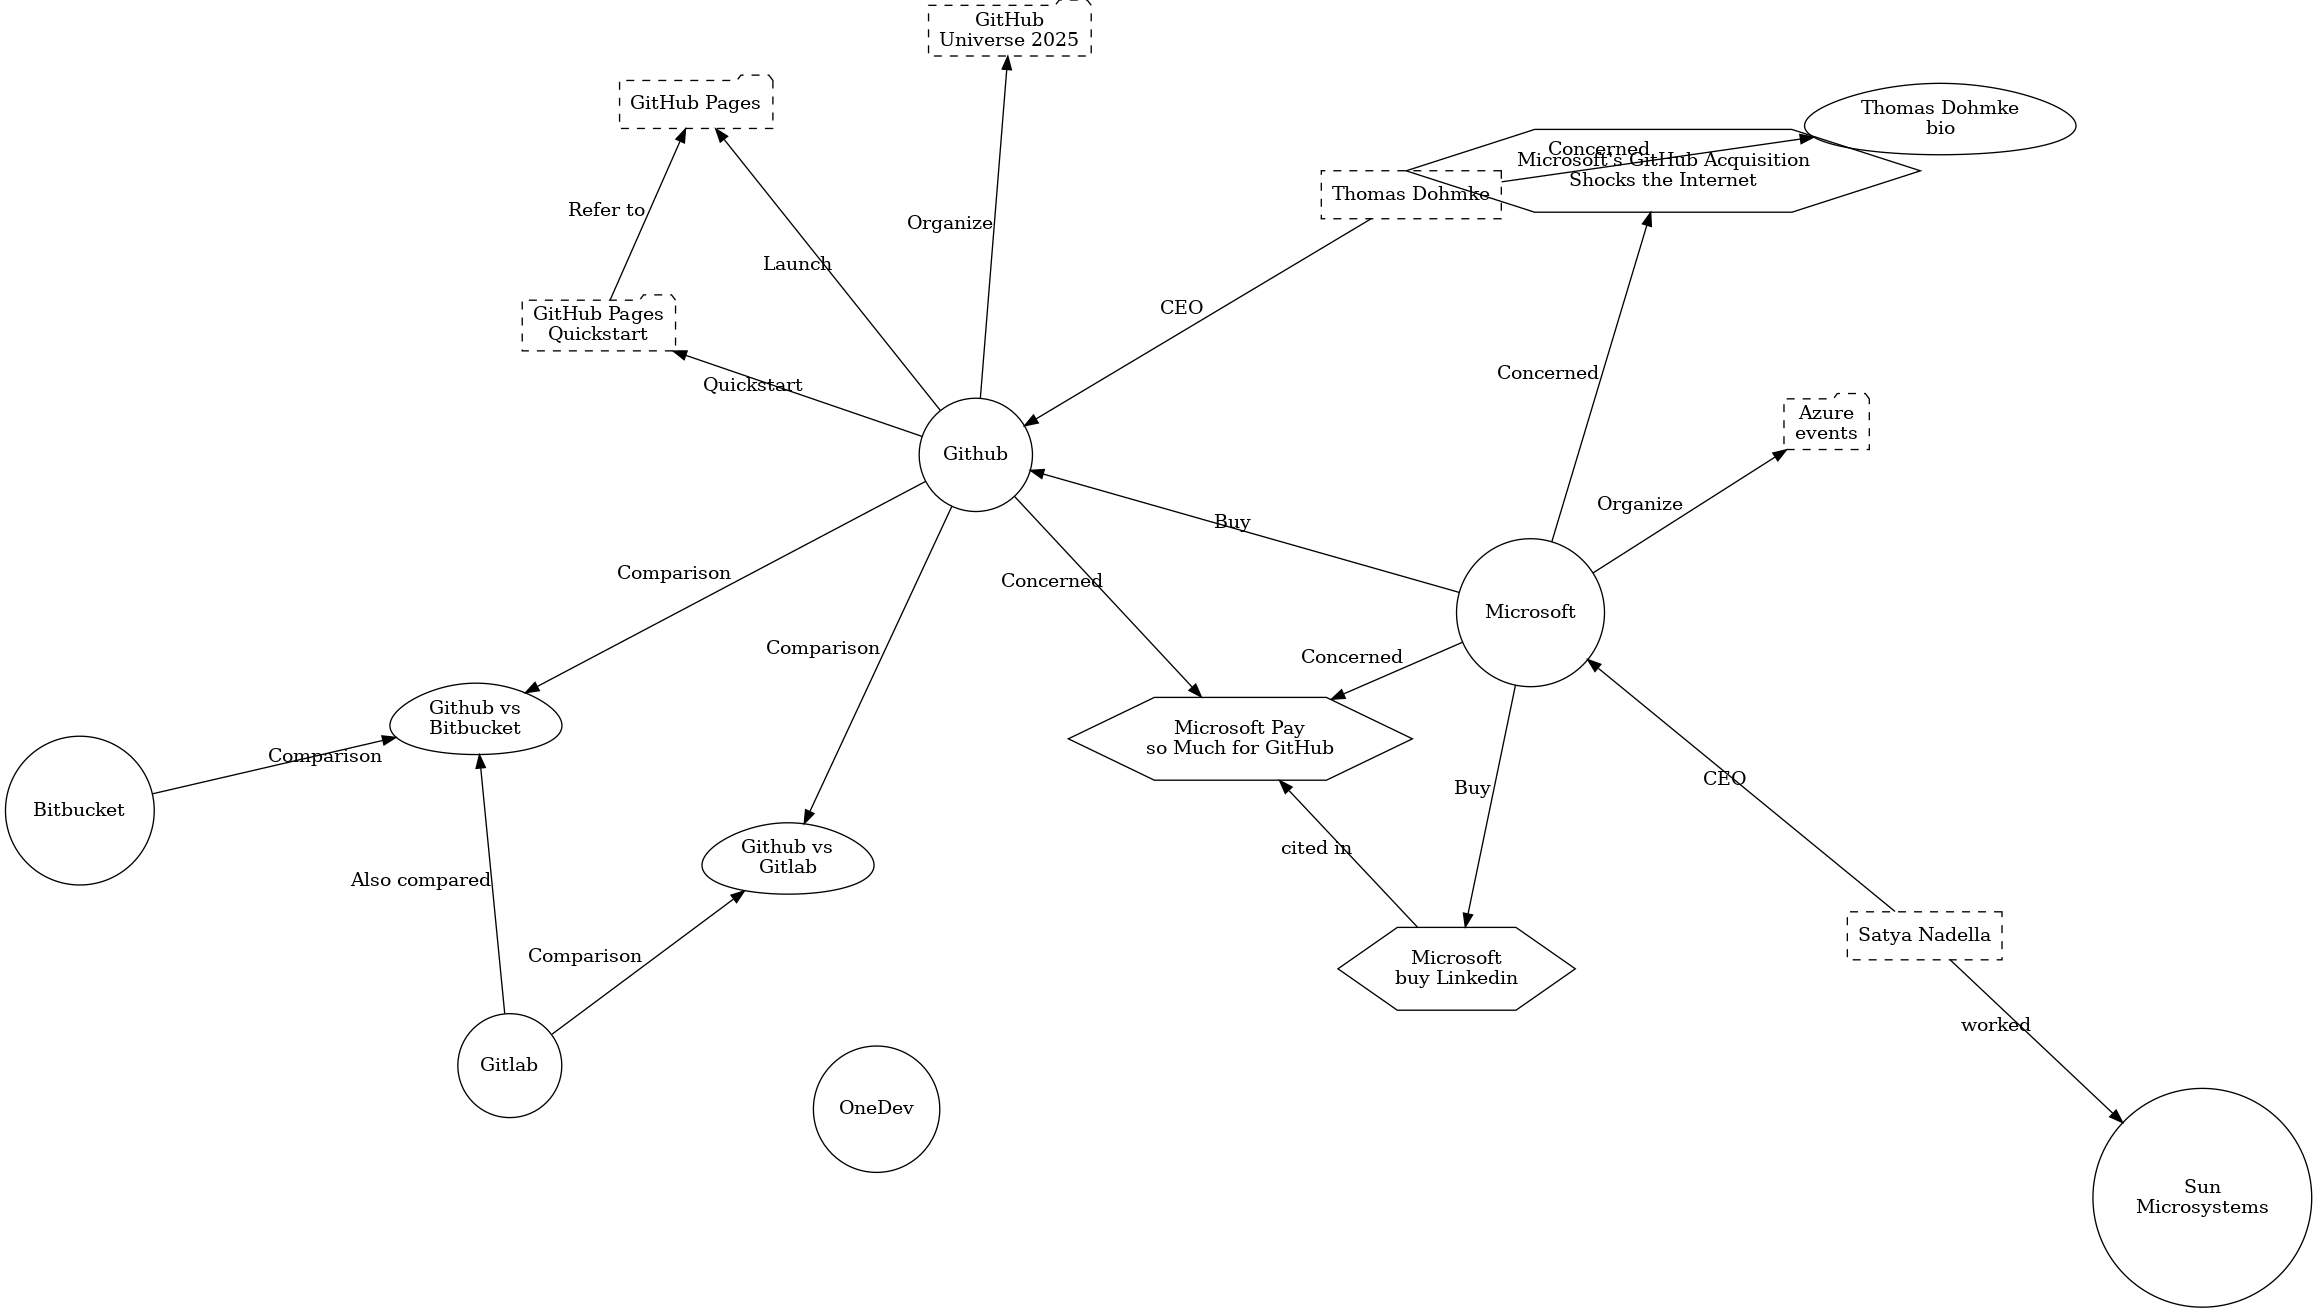 GitHub
Universe 2025
GitHub Pages
Thomas Dohmke
bio
Concerned
Microsoft's GitHub Acquisition
Shocks the Internet
Thomas Dohmke
Refer to
Organize
Launch
CEO
GitHub Pages
Quickstart
Concerned
Quickstart
Azure
events
Github
Organize
Buy
Comparison
Concerned
Microsoft
Comparison
Concerned
Github vs
Bitbucket
Microsoft Pay
so Much for GitHub
Comparison
CEO
Buy
Bitbucket
Github vs
Gitlab
cited in
Also compared
Satya Nadella
Comparison
Microsoft
buy Linkedin
worked
Gitlab
OneDev
Sun
Microsystems